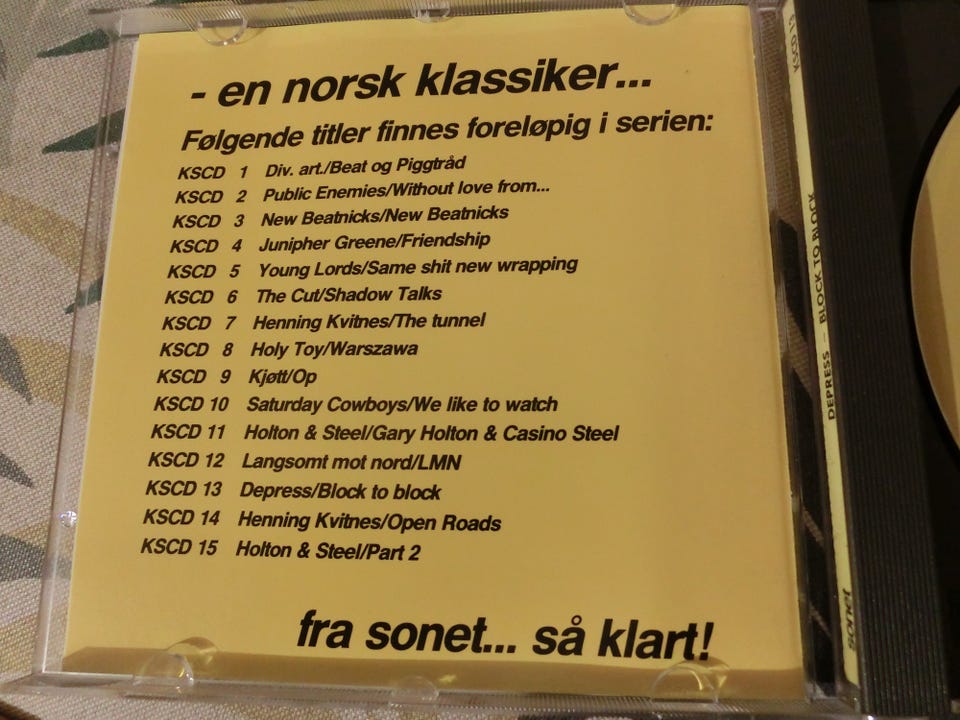 - en norsk klassiker...
Følgende titler finnes foreløpig i serien:
KSCD 1 Div. art./Beat og Piggtråd
KSCD 2 Public Enemies/Without love from...
KSCD 3 New Beatnicks/New Beatnicks
KSCD 4 Junipher Greene/Friendship
KSCD 5 Young Lords/Same shit new wrapping
KSCD 6 The Cut/Shadow Talks
KSCD 7 Henning Kvitnes/The tunnel
KSCD 8 Holy Toy/Warszawa
KSCD 9 Kjøtt/Op
KSCD 10 Saturday Cowboys/We like to watch
KSCD 11 Holton & Steel/Gary Holton & Casino Steel
KSCD 12 Langsomt mot nord/LMN
KSCD 13 Depress/Block to block
KSCD 14 Henning Kvitnes/Open Roads
KSCD 15 Holton & Steel/Part 2
fra sonet... så klart!
sonet DEPRESS – BLOCK TO BLOCK KSCD 13